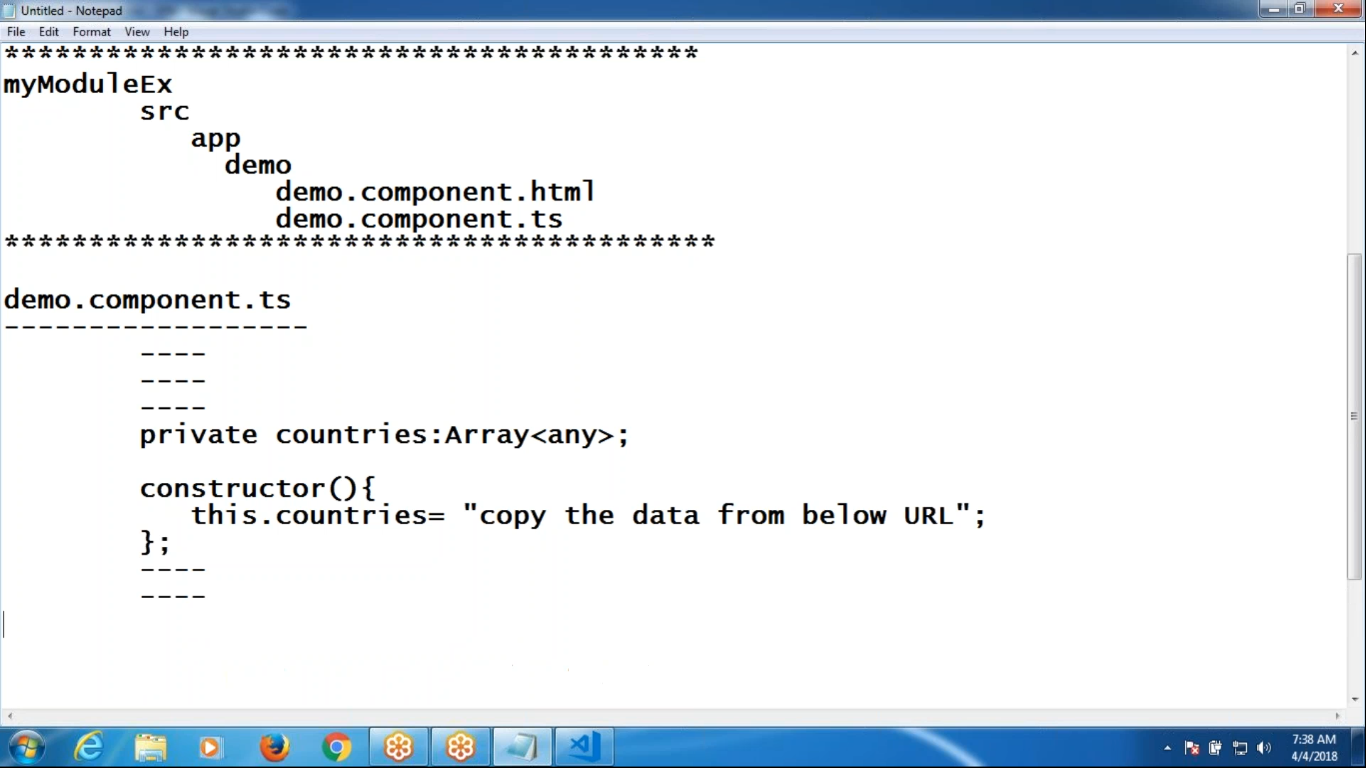 Untitled - Notepad
File Edit Format View Help
*****************************************
myModuleEx
src
app
demo
demo.component.html
demo.component.ts
******************************************
demo.component.ts
------------------
----
----
----
private countries:Array<any>;
constructor(){
this.countries= "copy the data from below URL";
};
----
----
7:38 AM
4/4/2018